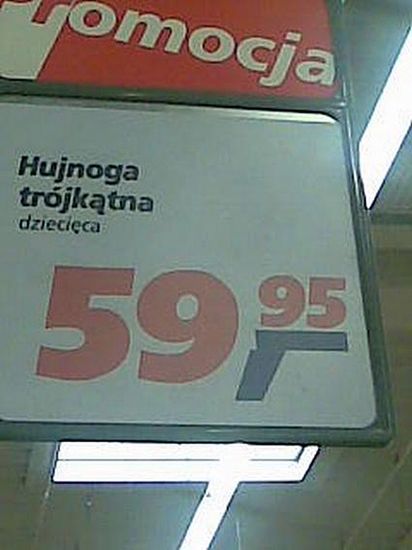 Promocja
Hujnoga
trójkątna
dziecięca
59,95